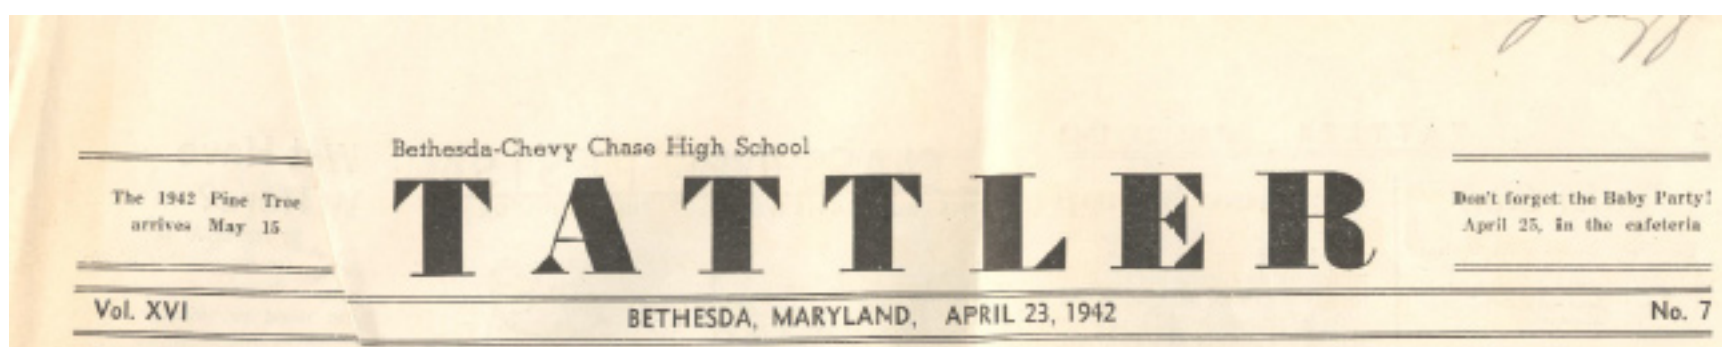 Bethesda-Chevy Chase High School
TATTLER
The 1942 Pine Tree
arrives May 15
Don't forget the Baby Party!
April 25, in the cafeteria
Vol. XVI
BETHESDA, MARYLAND, APRIL 23, 1942
No. 7